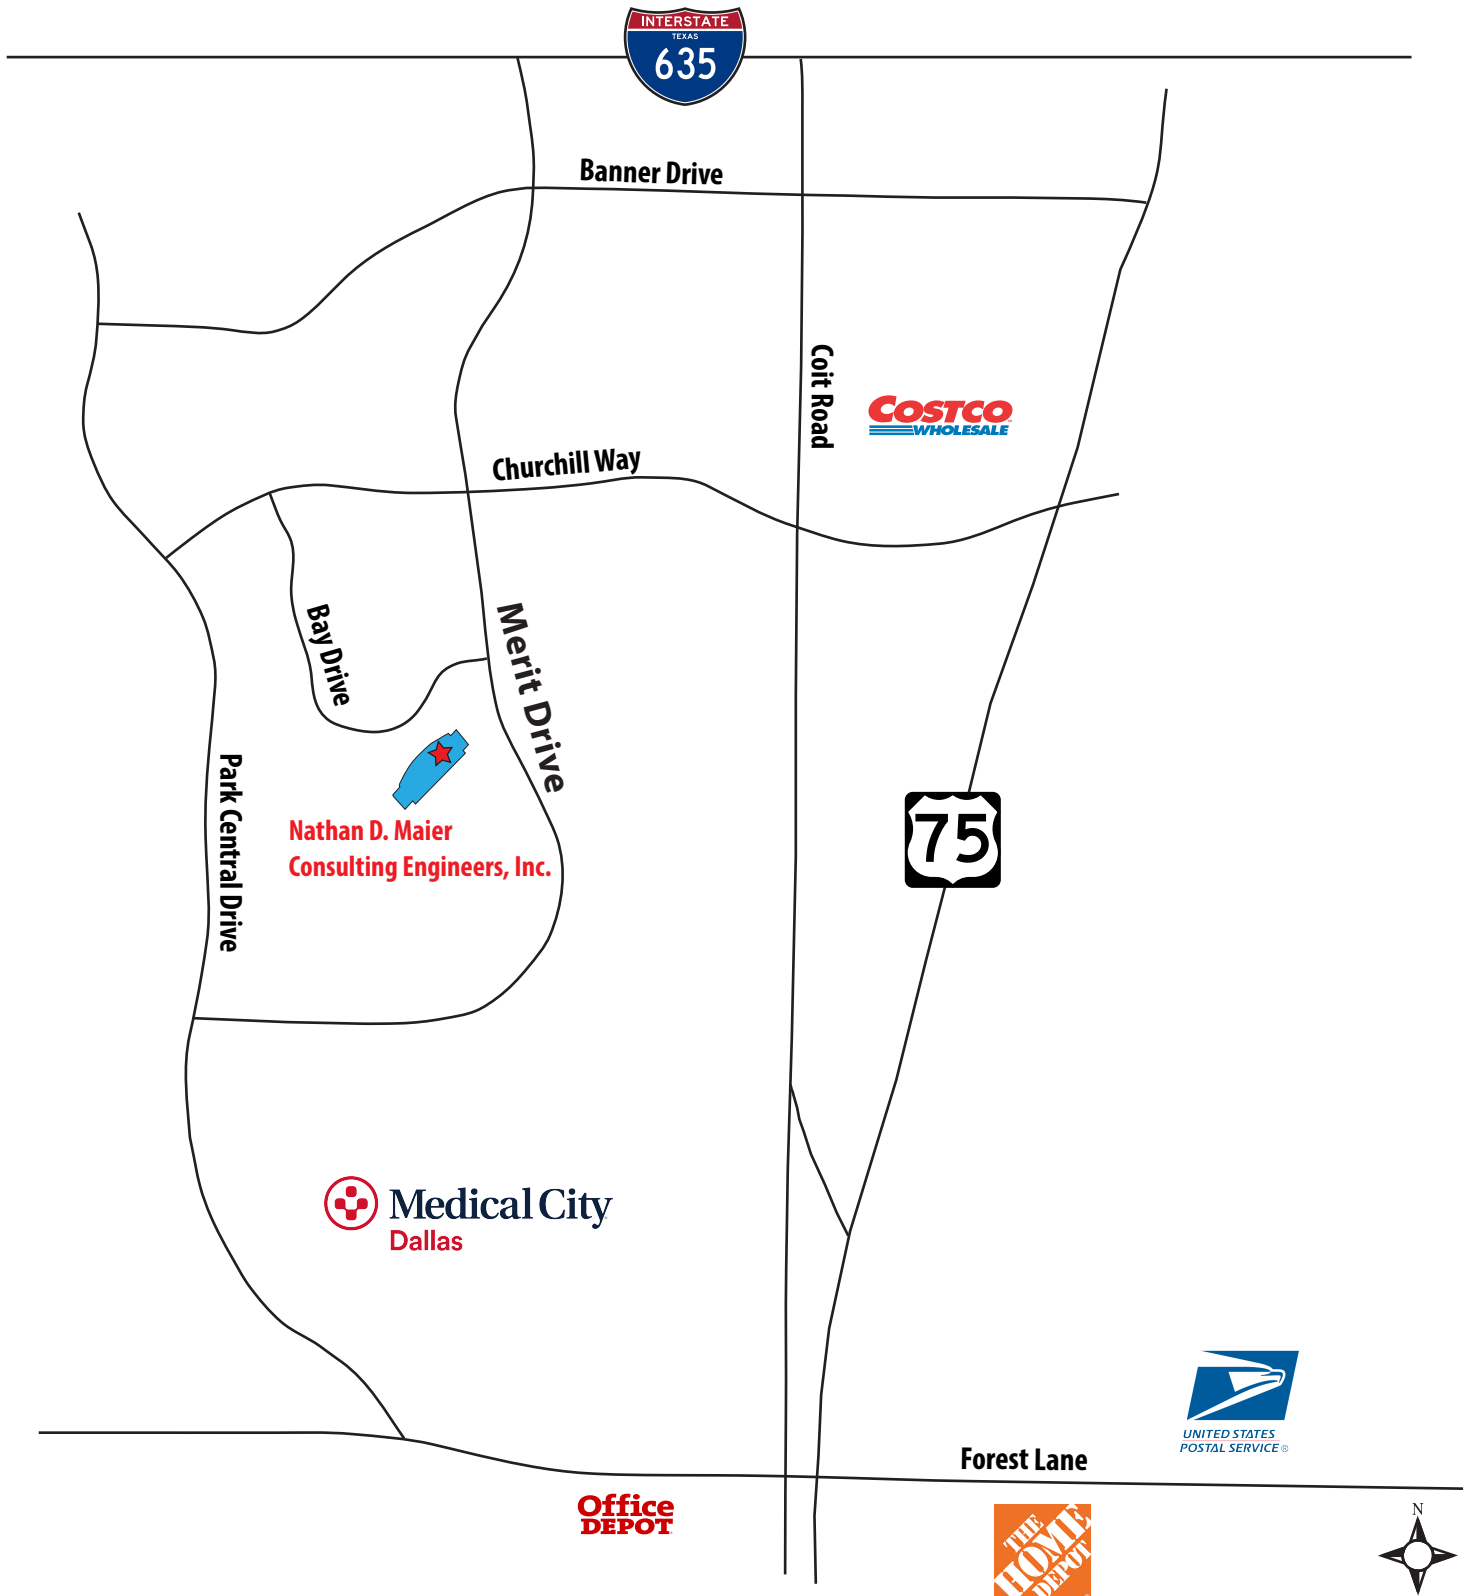 INTERSTATE
TEXAS
635
Banner Drive
Coit Road
COSTCO
WHOLESALE
Churchill Way
Bay Drive
Merit Drive
Park Central Drive
75
Nathan D. Maier
Consulting Engineers, Inc.
Medical City
Dallas
UNITED STATES
POSTAL SERVICE ®
Forest Lane
Office
DEPOT
THE
HOME
DEPOT
N